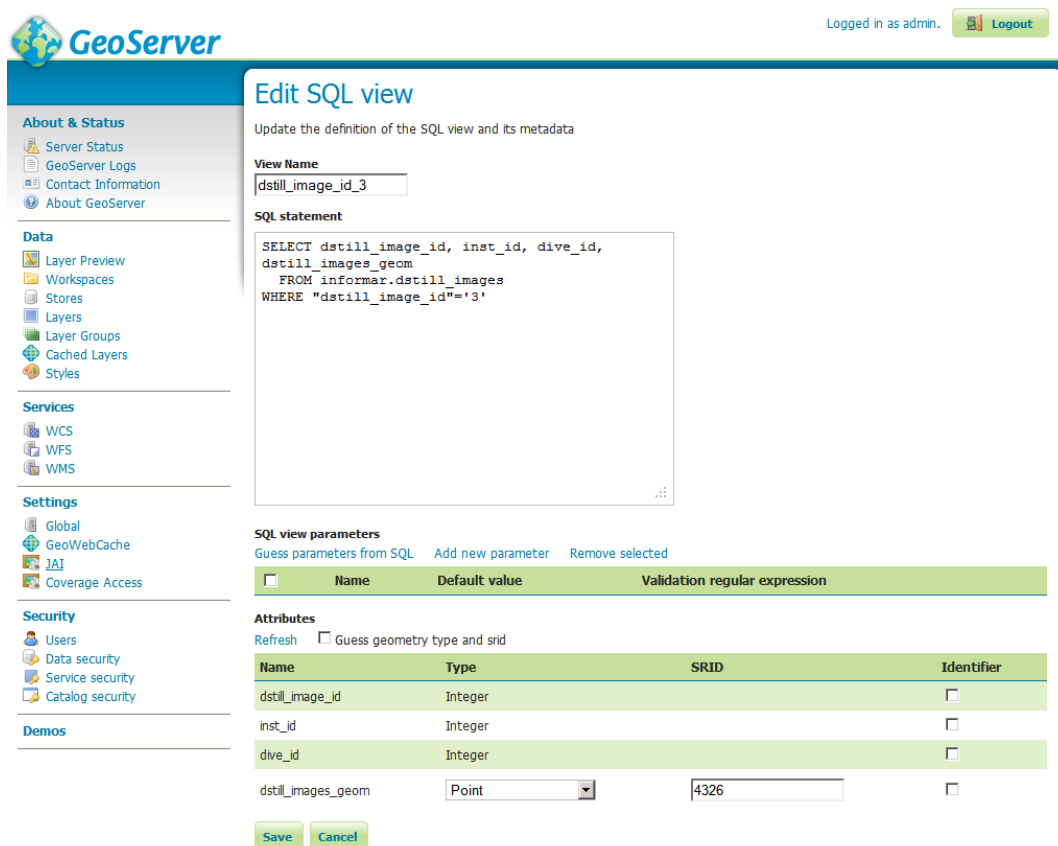 GeoServer
Logged in as admin.
Logout
About & Status
Server Status
GeoServer Logs
Contact Information
About GeoServer
Data
Layer Preview
Workspaces
Stores
Layers
Layer Groups
Cached Layers
Styles
Services
WCS
WFS
WMS
Settings
Global
GeoWebCache
JAI
Coverage Access
Security
Users
Data security
Service security
Catalog security
Demos
Edit SQL view
Update the definition of the SQL view and its metadata
View Name
dstill_image_id_3
SQL statement
SELECT dstill_image_id, inst_id, dive_id,
dstill_images_geom
FROM informar.dstill_images
WHERE "dstill_image_id"='3'
SQL view parameters
Guess parameters from SQL Add new parameter Remove selected
Name Default value Validation regular expression
Attributes
Refresh Guess geometry type and srid
Name Type SRID Identifier
dstill_image_id Integer
inst_id Integer
dive_id Integer
dstill_images_geom Point 4326
Save Cancel